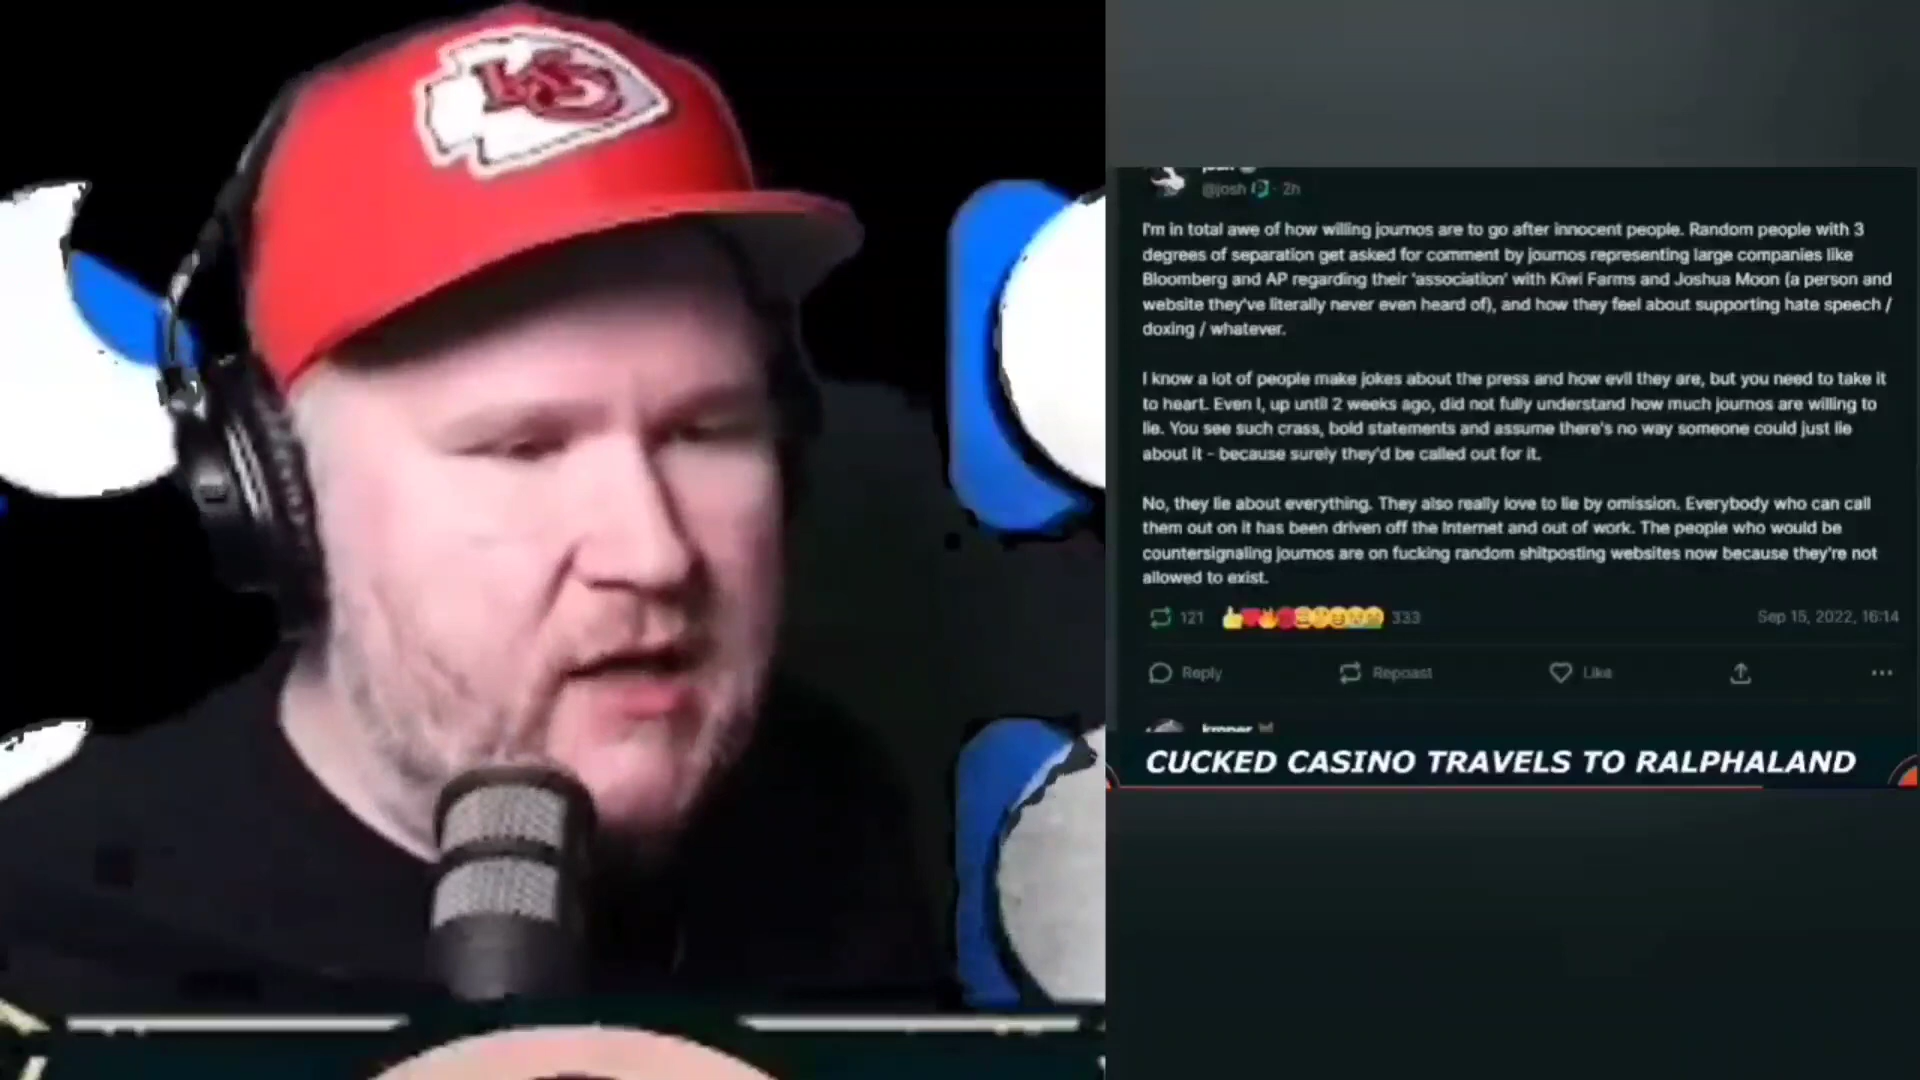 KC
@josh · 2h
I'm in total awe of how willing journos are to go after innocent people. Random people with 3
degrees of separation get asked for comment by journos representing large companies like
Bloomberg and AP regarding their 'association' with Kiwi Farms and Joshua Moon (a person and
website they've literally never even heard of), and how they feel about supporting hate speech /
doxing / whatever.
I know a lot of people make jokes about the press and how evil they are, but you need to take it
to heart. Even I, up until 2 weeks ago, did not fully understand how much journos are willing to
lie. You see such crass, bold statements and assume there's no way someone could just lie
about it - because surely they'd be called out for it.
No, they lie about everything. They also really love to lie by omission. Everybody who can call
them out on it has been driven off the Internet and out of work. The people who would be
countersignaling journos are on fucking random shitposting websites now because they're not
allowed to exist.
121 333 Sep 15, 2022, 16:14
Reply Repoast Like
CUCKED CASINO TRAVELS TO RALPHALAND